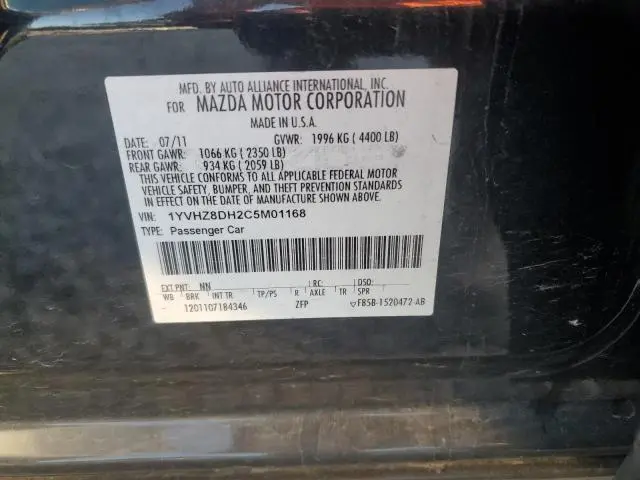 MFD. BY AUTO ALLIANCE INTERNATIONAL, INC.
FOR MAZDA MOTOR CORPORATION
MADE IN U.S.A.
DATE: 07/11 GVWR: 1996 KG ( 4400 LB)
FRONT GAWR: 1066 KG ( 2350 LB)
REAR GAWR: 934 KG ( 2059 LB)
THIS VEHICLE CONFORMS TO ALL APPLICABLE FEDERAL MOTOR
VEHICLE SAFETY, BUMPER, AND THEFT PREVENTION STANDARDS
IN EFFECT ON THE DATE OF MANUFACTURE SHOWN ABOVE.
VIN: 1YVHZ8DH2C5M01168
TYPE: Passenger Car
EXT PNT: NN RC: DSO:
WB BRK INT TR. TP/PS R AXLE TR SPR
1201107184346 ZFP ▽F85B-1520472-AB